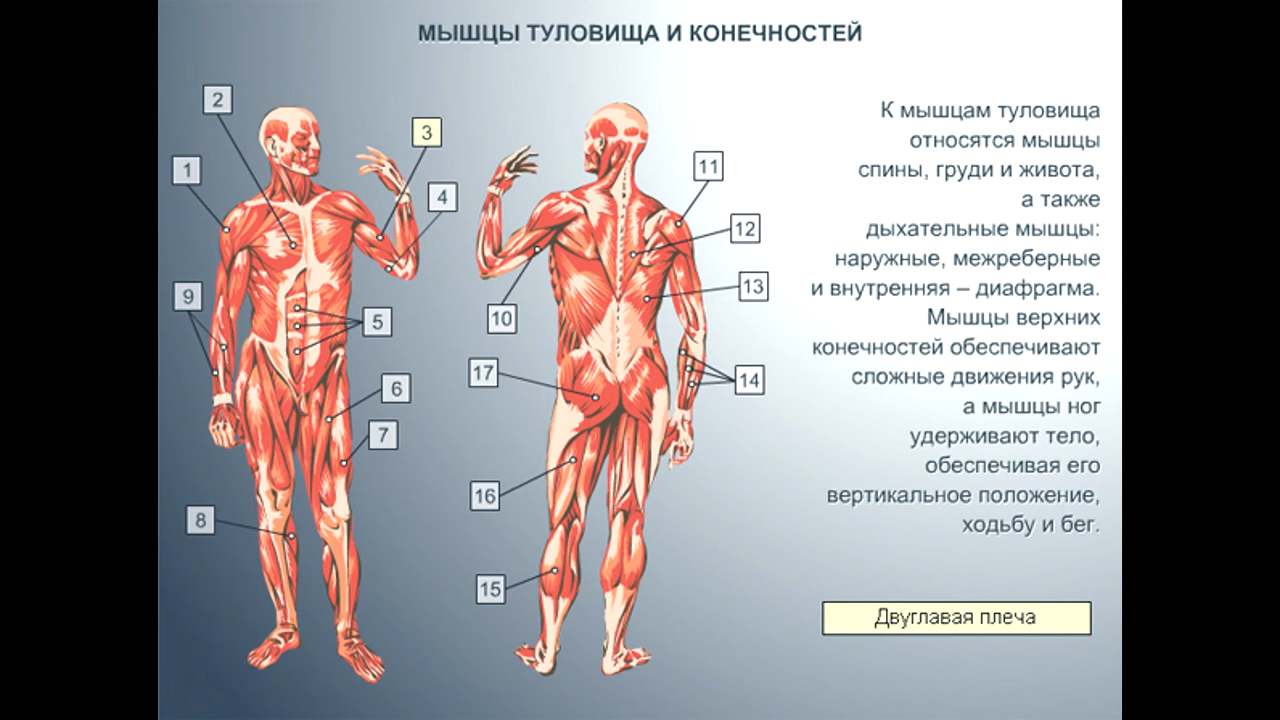 МЫШЦЫ ТУЛОВИЩА И КОНЕЧНОСТЕЙ
2
3
1
11
4
12
13
9
10
5
17
14
6
7
16
8
15
К мышцам туловища
относятся мышцы
спины, груди и живота,
а также
дыхательные мышцы:
наружные, межреберные
и внутренняя – диафрагма.
Мышцы верхних
конечностей обеспечивают
сложные движения рук,
а мышцы ног
удерживают тело,
обеспечивая его
вертикальное положение,
ходьбу и бег.
Двуглавая плеча